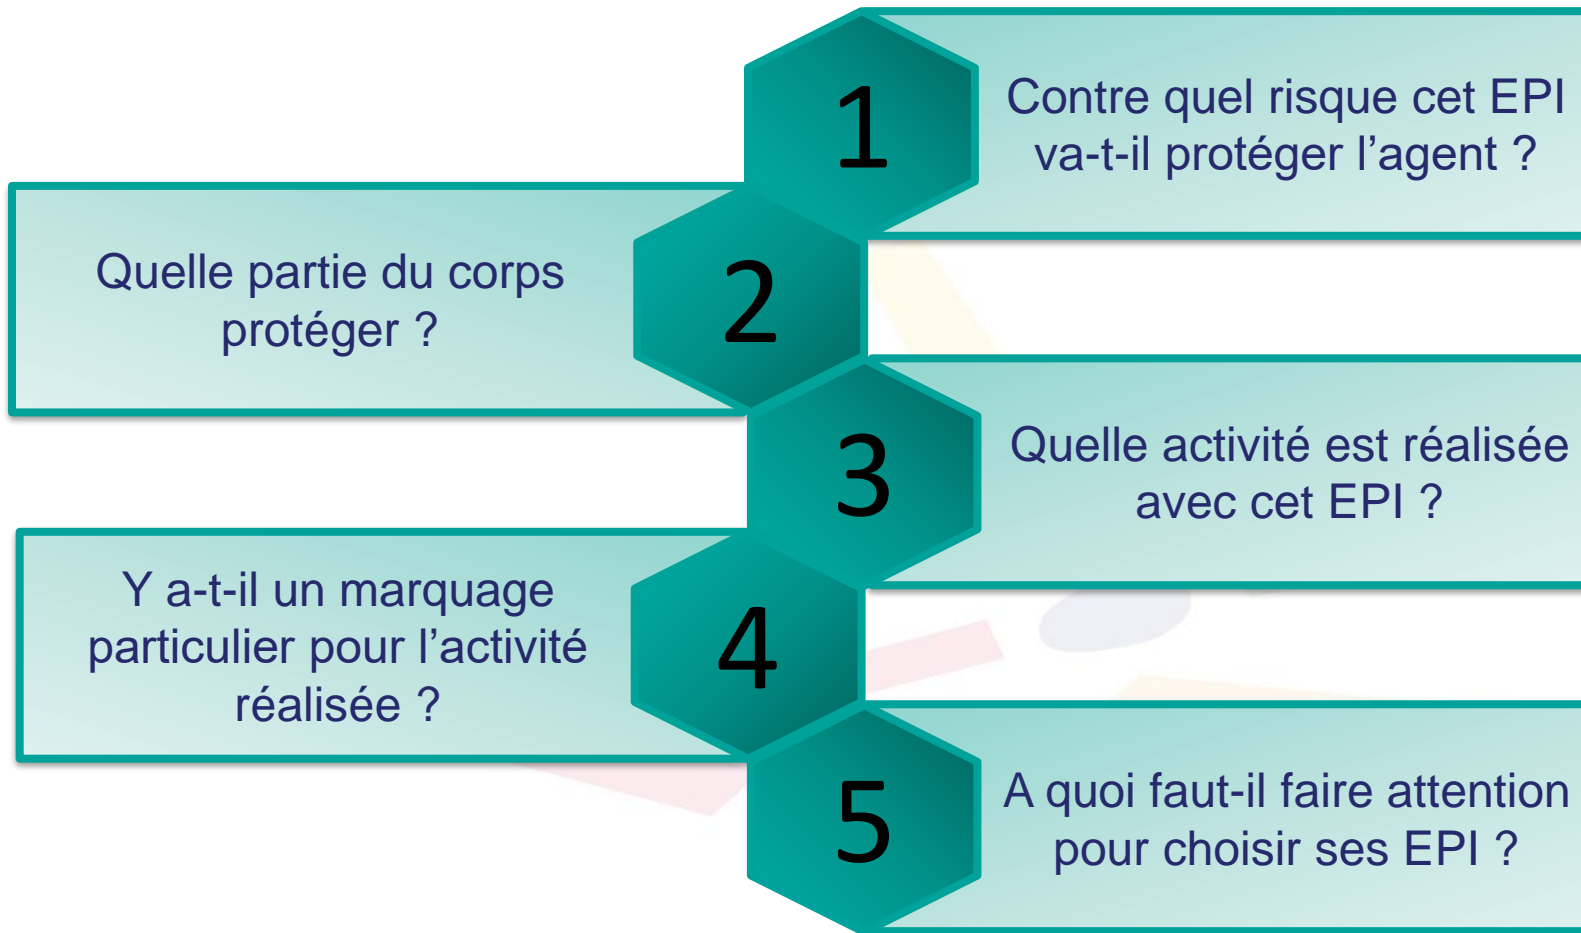 1
Contre quel risque cet EPI
va-t-il protéger l’agent ?
2
Quelle partie du corps
protéger ?
3
Quelle activité est réalisée
avec cet EPI ?
4
Y a-t-il un marquage
particulier pour l’activité
réalisée ?
5
A quoi faut-il faire attention
pour choisir ses EPI ?